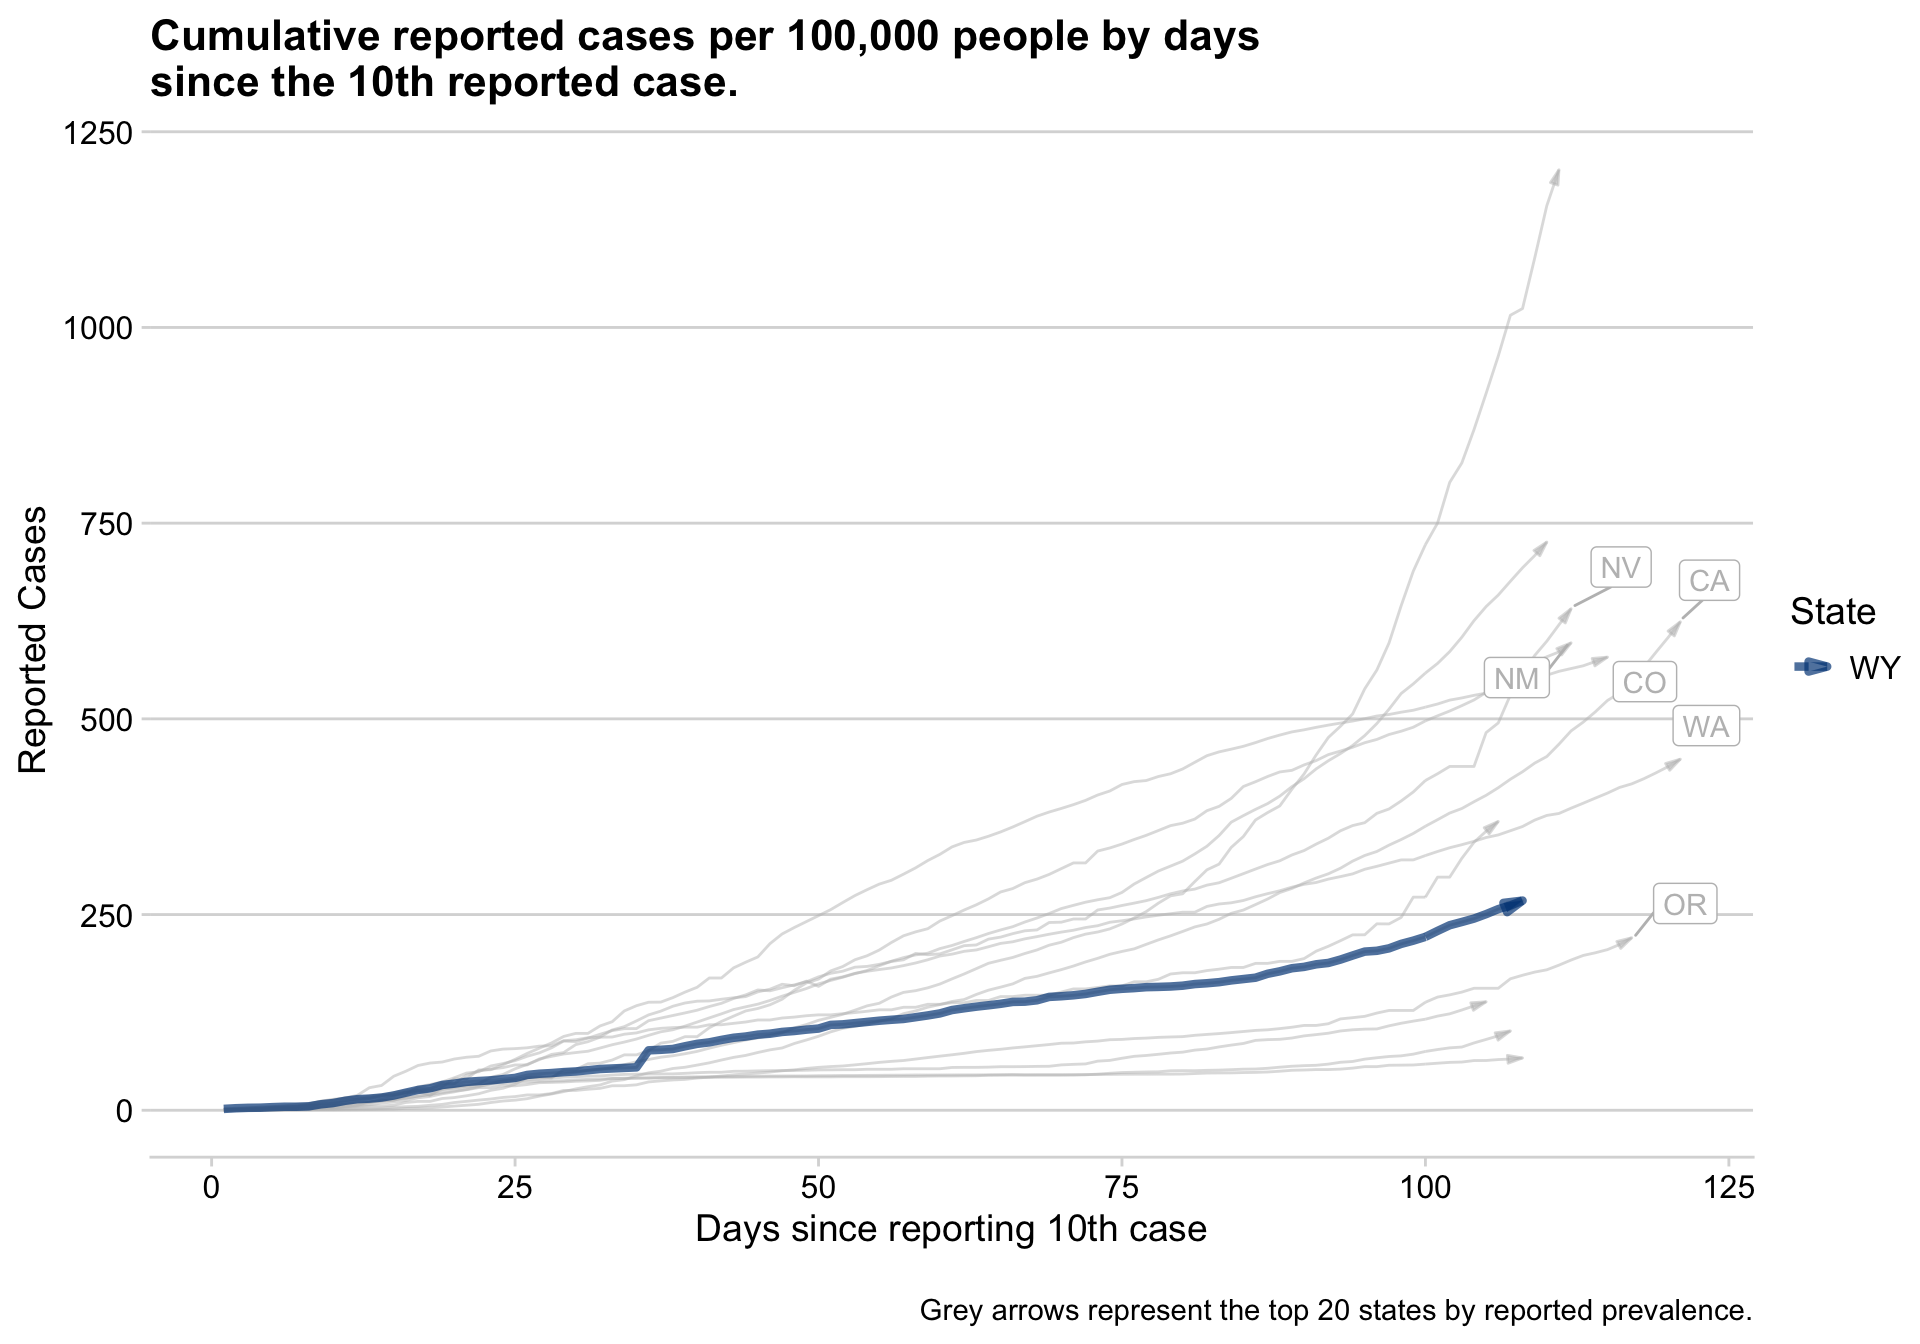 Cumulative reported cases per 100,000 people by days
since the 10th reported case.
1250
1000
750
500
250
0
Reported Cases
NV
CA
NM
CO
WA
OR
State
WY
0 25 50 75 100 125
Days since reporting 10th case
Grey arrows represent the top 20 states by reported prevalence.